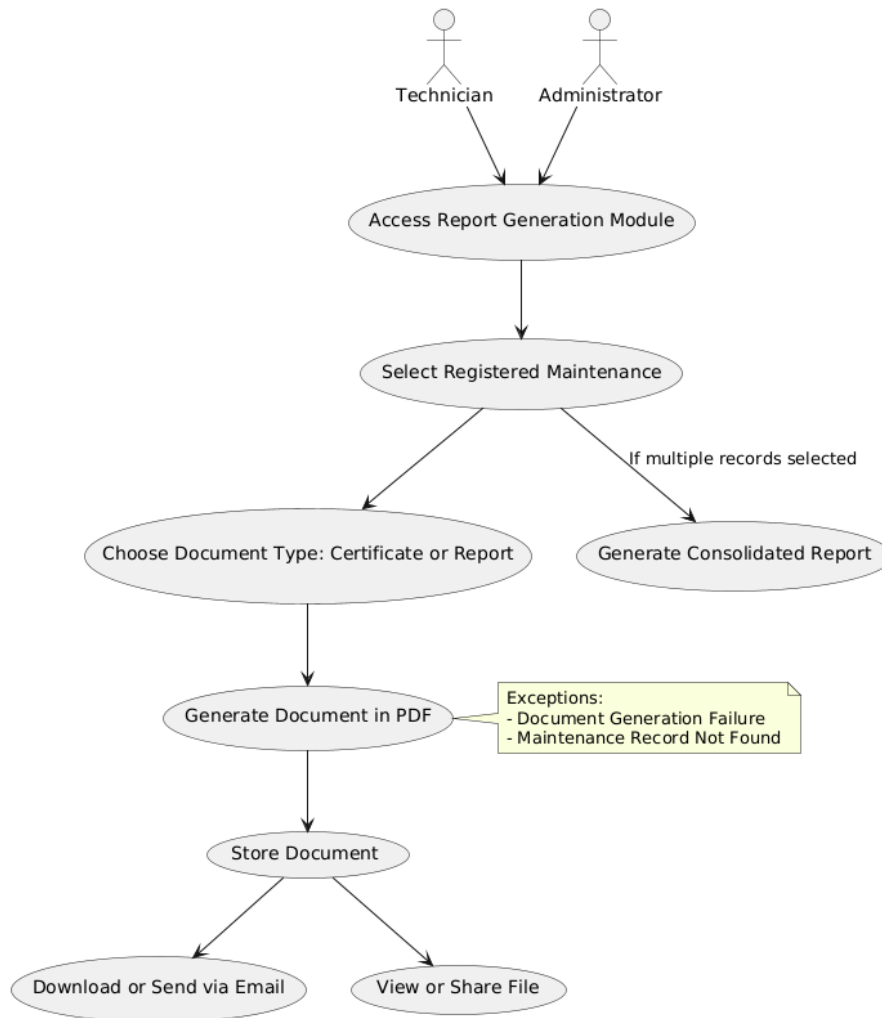 Technician
Administrator
Access Report Generation Module
Select Registered Maintenance
If multiple records selected
Choose Document Type: Certificate or Report
Generate Consolidated Report
Generate Document in PDF
Exceptions:
- Document Generation Failure
- Maintenance Record Not Found
Store Document
Download or Send via Email
View or Share File